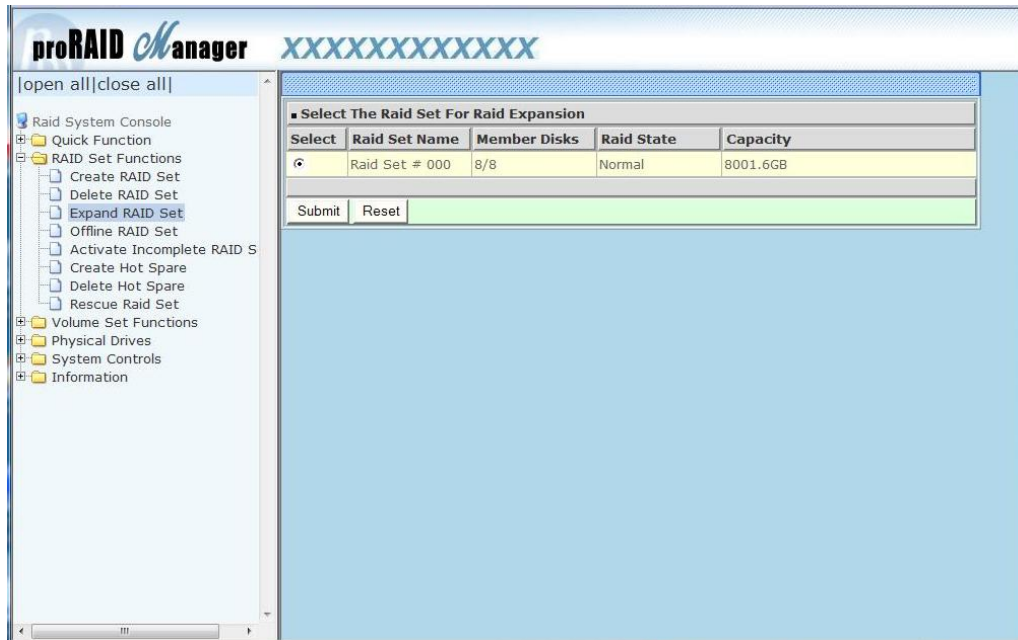 proRAID Manager XXXXXXXXXXXX
|open all|close all|
Raid System Console
Quick Function
RAID Set Functions
Create RAID Set
Delete RAID Set
Expand RAID Set
Offline RAID Set
Activate Incomplete RAID S
Create Hot Spare
Delete Hot Spare
Rescue Raid Set
Volume Set Functions
Physical Drives
System Controls
Information
Select The Raid Set For Raid Expansion
Select Raid Set Name Member Disks Raid State Capacity
Raid Set # 000 8/8 Normal 8001.6GB
Submit Reset